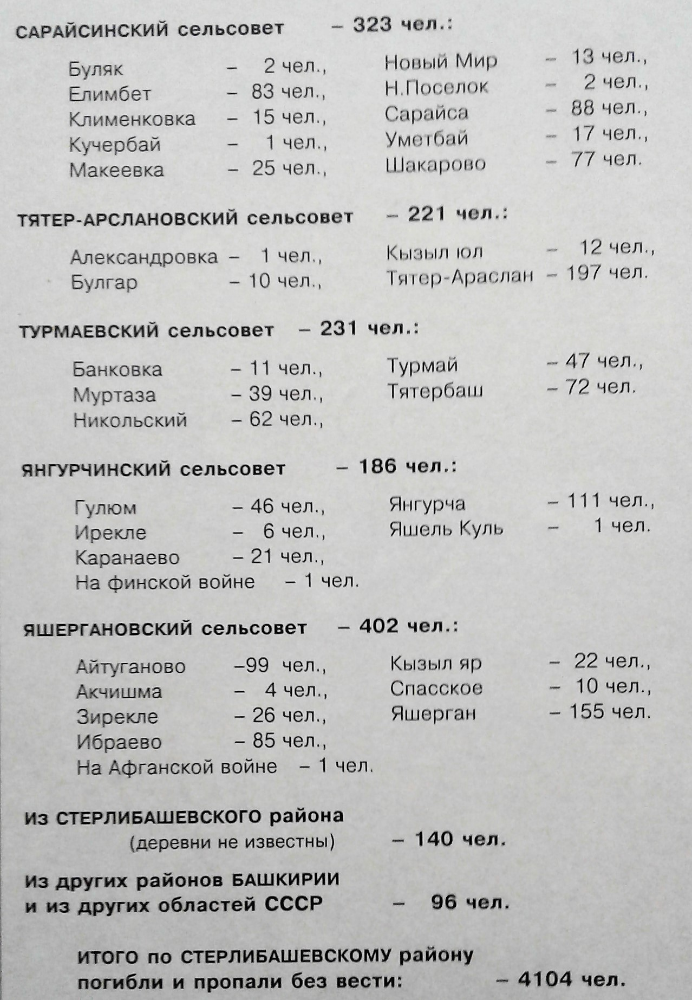 САРАЙСИНСКИЙ сельсовет – 323 чел.:
Буляк – 2 чел., Новый Мир – 13 чел.,
Елимбет – 83 чел., Н.Поселок – 2 чел.,
Клименковка – 15 чел., Сарайса – 88 чел.,
Кучербай – 1 чел., Уметбай – 17 чел.,
Макеевка – 25 чел., Шакарово – 77 чел.
ТЯТЕР-АРСЛАНОВСКИЙ сельсовет – 221 чел.:
Александровка – 1 чел., Кызыл юл – 12 чел.,
Булгар – 10 чел., Тятер-Араслан – 197 чел.
ТУРМАЕВСКИЙ сельсовет – 231 чел.:
Банковка – 11 чел., Турмай – 47 чел.,
Муртаза – 39 чел., Тятербаш – 72 чел.
Никольский – 62 чел.,
ЯНГУРЧИНСКИЙ сельсовет – 186 чел.:
Гулюм – 46 чел., Янгурча – 111 чел.,
Ирекле – 6 чел., Яшель Куль – 1 чел.
Каранаево – 21 чел.,
На финской войне – 1 чел.
ЯШЕРГАНОВСКИЙ сельсовет – 402 чел.:
Айтуганово –99 чел., Кызыл яр – 22 чел.,
Акчишма – 4 чел., Спасское – 10 чел.,
Зирекле – 26 чел., Яшерган – 155 чел.
Ибраево – 85 чел.,
На Афганской войне – 1 чел.
Из СТЕРЛИБАШЕВСКОГО района
(деревни не известны) – 140 чел.
Из других районов БАШКИРИИ
и из других областей СССР – 96 чел.
ИТОГО по СТЕРЛИБАШЕВСКОМУ району
погибли и пропали без вести: – 4104 чел.